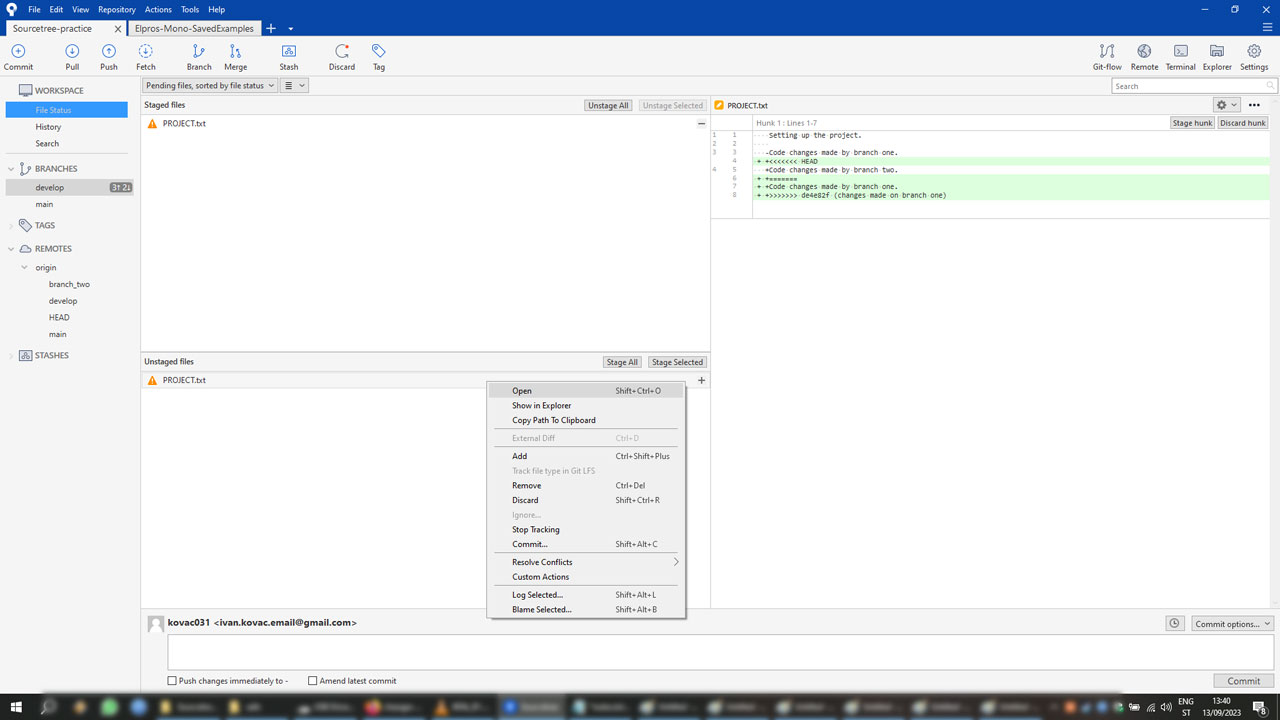 File Edit View Repository Actions Tools Help
Sourcetree-practice Elpros-Mono-SavedExamples
Commit Pull Push Fetch Branch Merge Stash Discard Tag Git-flow Remote Terminal Explorer Settings
Pending files, sorted by file status
Search
WORKSPACE
File Status
History
Search
BRANCHES
develop 3↑ 2↓
main
TAGS
REMOTES
origin
branch_two
develop
HEAD
main
STASHES
Staged files Unstage All Unstage Selected
PROJECT.txt
Unstaged files Stage All Stage Selected
PROJECT.txt
Open Shift+Ctrl+O
Show in Explorer
Copy Path To Clipboard
External Diff Ctrl+D
Add Ctrl+Shift+Plus
Track file type in Git LFS
Remove Ctrl+Del
Discard Shift+Ctrl+R
Ignore...
Stop Tracking
Commit... Shift+Alt+C
Resolve Conflicts
Custom Actions
Log Selected... Shift+Alt+L
Blame Selected... Shift+Alt+B
PROJECT.txt
Hunk 1 : Lines 1-7 Stage hunk Discard hunk
1 1 Setting up the project.
2 2
3 3 -Code changes made by branch one.
4 + +<<<<<<< HEAD
4 5 +Code changes made by branch two.
6 + +=======
7 + +Code changes made by branch one.
8 + +>>>>>>> de4e82f (changes made on branch one)
kovac031 <ivan.kovac.email@gmail.com>
Commit options...
Push changes immediately to -
Amend latest commit
Commit
ENG
ST
13:40
13/09/2023